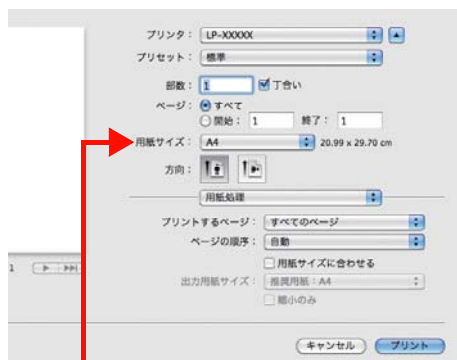 プリンタ： LP-XXXXX
プリセット： 標準
部数： 1 丁合い
ページ： すべて
開始： 1 終了： 1
用紙サイズ： A4 20.99 x 29.70 cm
方向：
用紙処理
プリントするページ： すべてのページ
ページの順序： 自動
用紙サイズに合わせる
出力用紙サイズ： 推奨用紙：A4
縮小のみ
キャンセル プリント